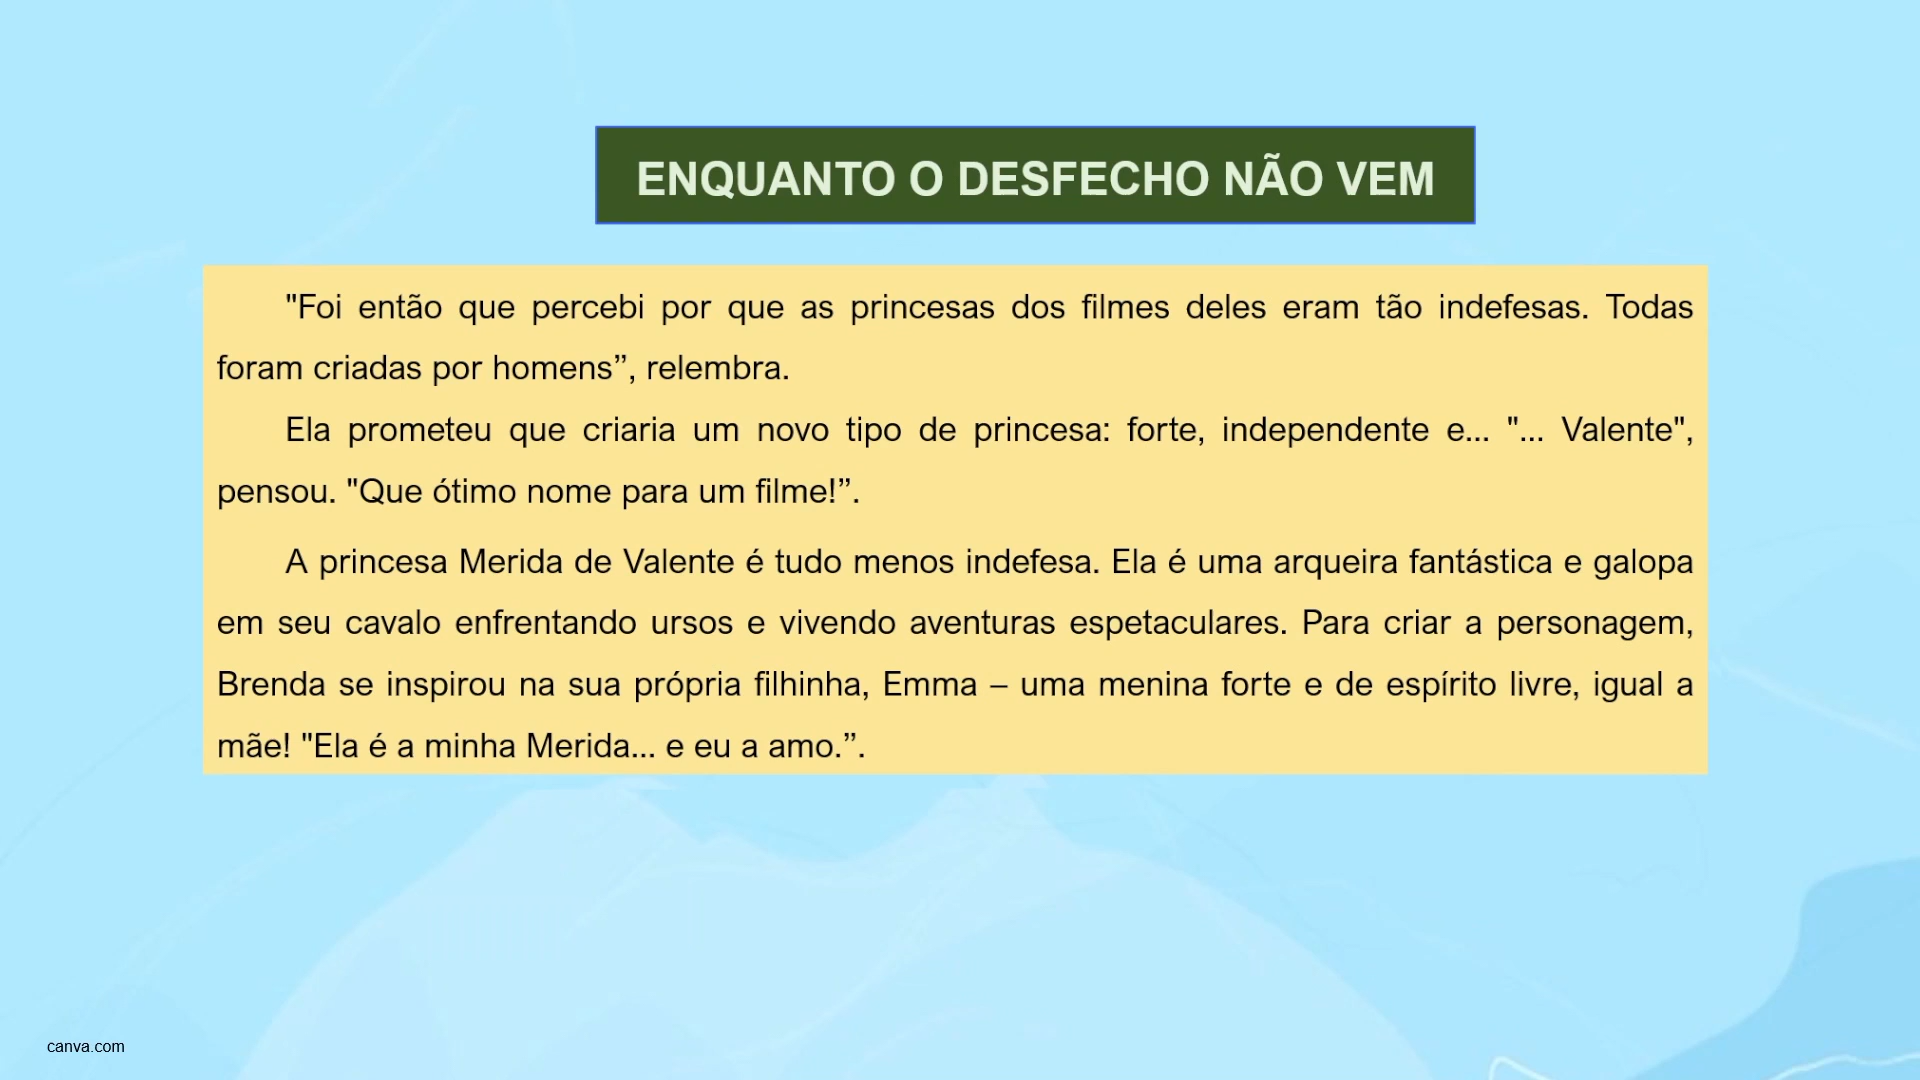 ENQUANTO O DESFECHO NÃO VEM
"Foi então que percebi por que as princesas dos filmes deles eram tão indefesas. Todas
foram criadas por homens”, relembra.
Ela prometeu que criaria um novo tipo de princesa: forte, independente e... "... Valente",
pensou. "Que ótimo nome para um filme!”.
A princesa Merida de Valente é tudo menos indefesa. Ela é uma arqueira fantástica e galopa
em seu cavalo enfrentando ursos e vivendo aventuras espetaculares. Para criar a personagem,
Brenda se inspirou na sua própria filhinha, Emma – uma menina forte e de espírito livre, igual a
mãe! "Ela é a minha Merida... e eu a amo.”.
canva.com